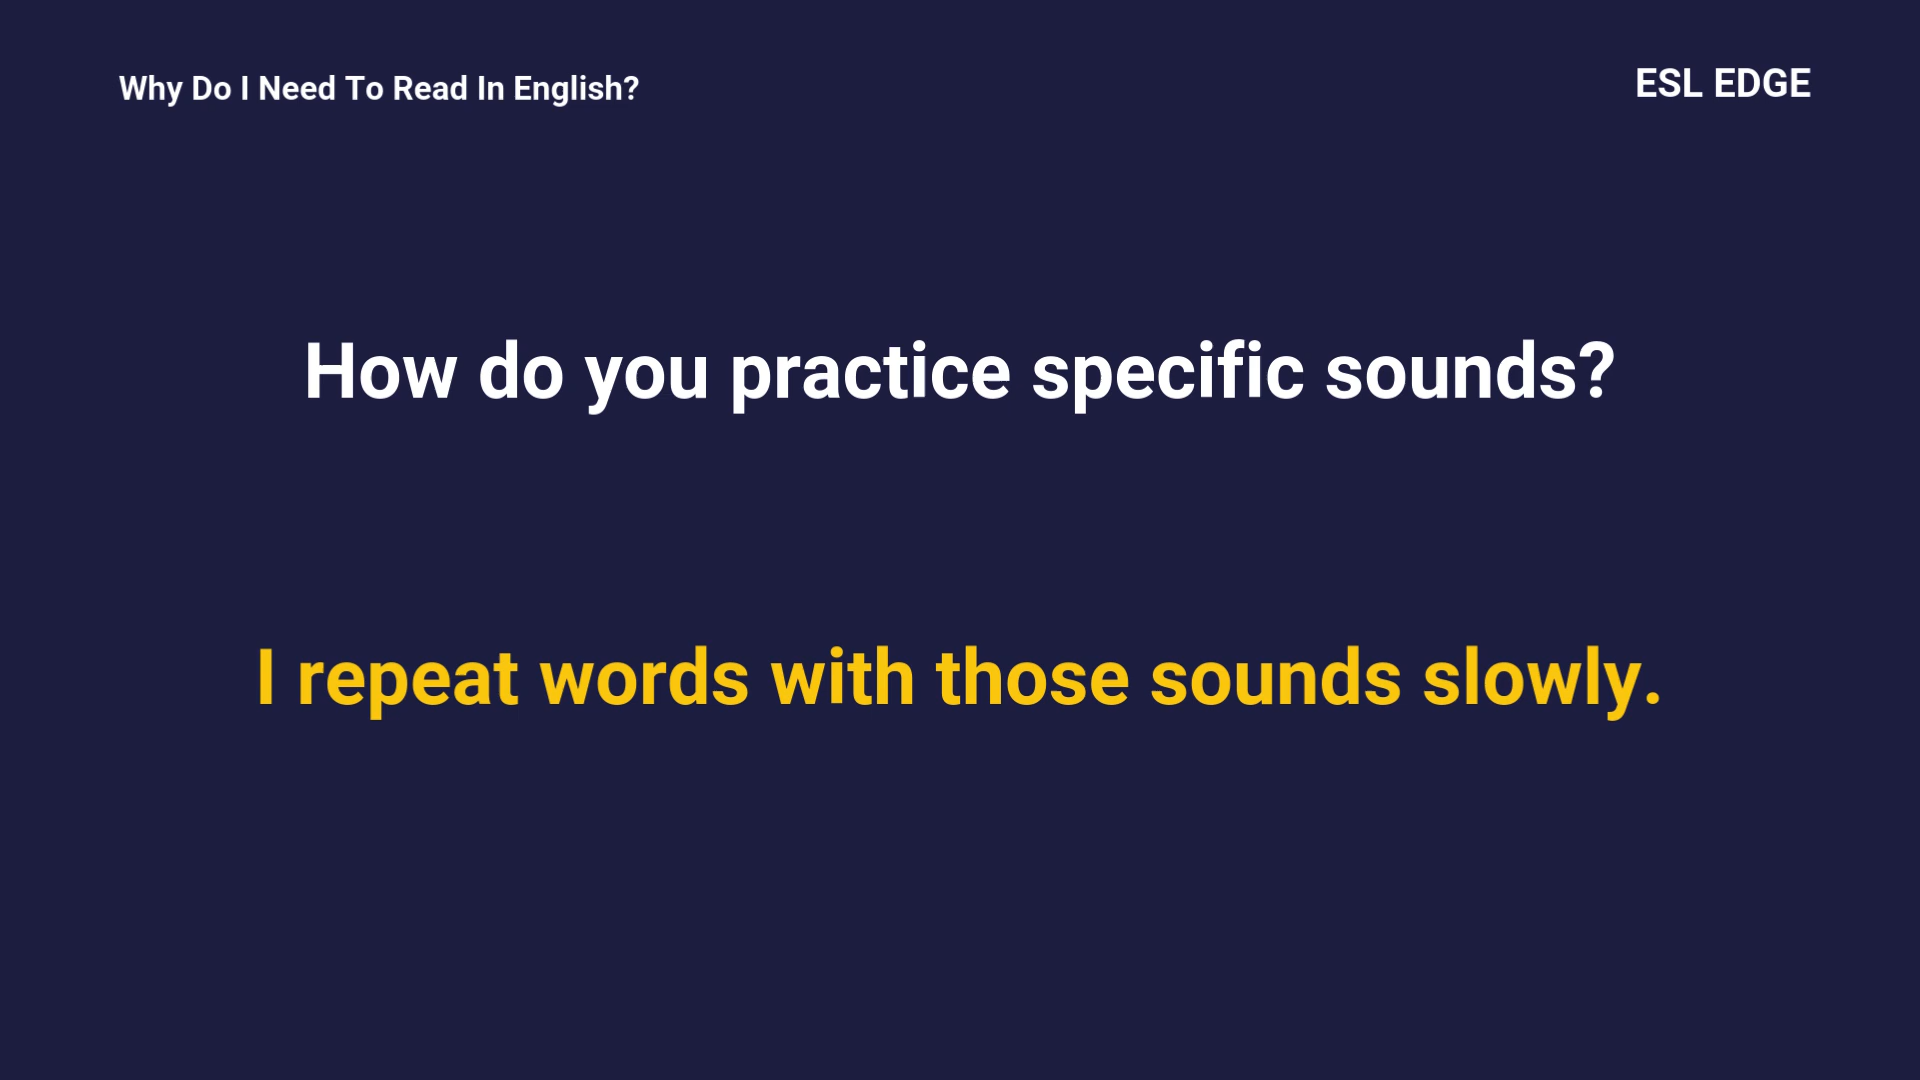 Why Do I Need To Read In English?
ESL EDGE
How do you practice specific sounds?
I repeat words with those sounds slowly.